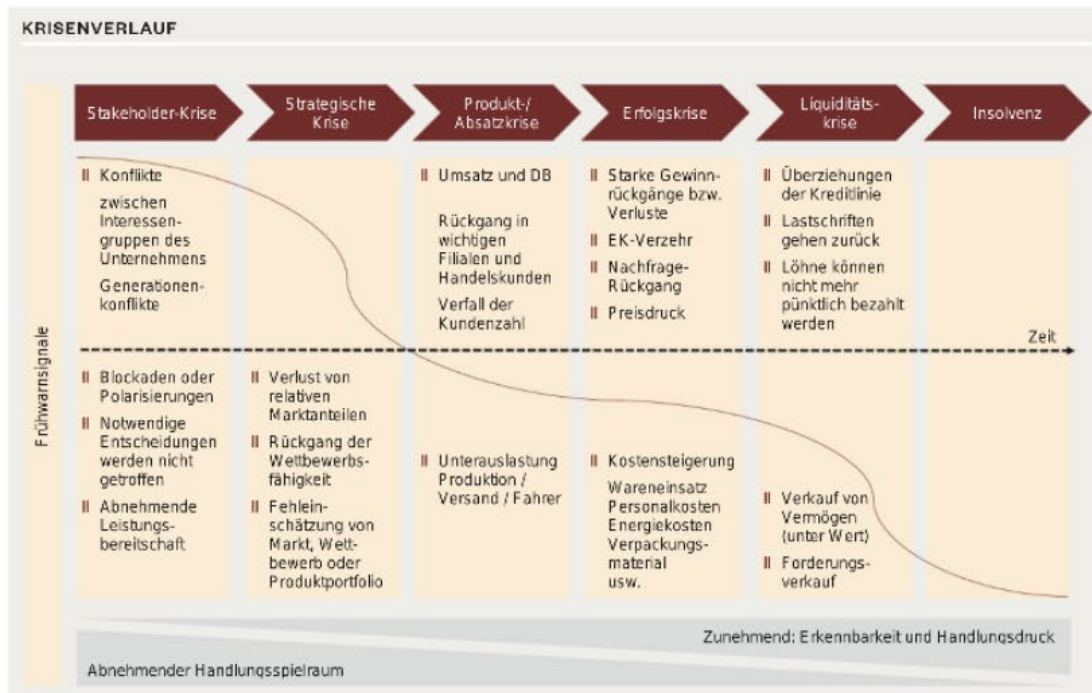 KRISENVERLAUF
Stakeholder-Krise
Strategische
Krise
Produkt-/
Absatzkrise
Erfolgskrise
Liquiditäts-
krise
Insolvenz
Frühwarnsignale
Konflikte
zwischen
Interessen-
gruppen des
Unternehmens
Generationen-
konflikte
Umsatz und DB
Rückgang in
wichtigen
Filialen und
Handelskunden
Verfall der
Kundenzahl
Starke Gewinn-
rückgänge bzw.
Verluste
EK-Verzehr
Nachfrage-
Rückgang
Preisdruck
Überziehungen
der Kreditlinie
Lastschriften
gehen zurück
Löhne können
nicht mehr
pünktlich bezahlt
werden
Zeit
Blockaden oder
Polarisierungen
Notwendige
Entscheidungen
werden nicht
getroffen
Abnehmende
Leistungs-
bereitschaft
Verlust von
relativen
Marktanteilen
Rückgang der
Wettbewerbs-
fähigkeit
Fehlein-
schätzung von
Markt, Wett-
bewerb oder
Produktportfolio
Unterauslastung
Produktion /
Versand / Fahrer
Kostensteigerung
Wareneinsatz
Personalkosten
Energiekosten
Verpackungs-
material
usw.
Verkauf von
Vermögen
(unter Wert)
Forderungs-
verkauf
Zunehmend: Erkennbarkeit und Handlungsdruck
Abnehmender Handlungsspielraum